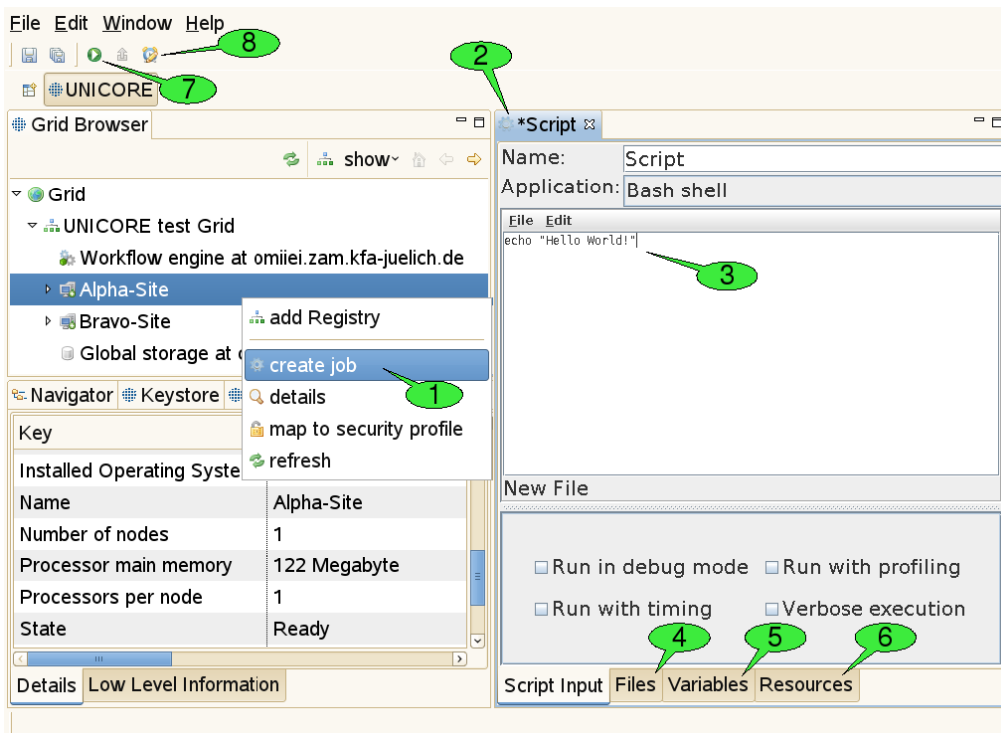 File Edit Window Help
8
2
UNICORE
7
Grid Browser
*Script
show
Name: Script
Grid
Application: Bash shell
UNICORE test Grid
File Edit
Workflow engine at omiiei.zam.kfa-juelich.de
echo "Hello World!"
3
Alpha-Site
Bravo-Site
add Registry
Global storage at
create job
1
Navigator Keystore
details
Key
map to security profile
Installed Operating Syste
refresh
New File
Name Alpha-Site
Number of nodes 1
Processor main memory 122 Megabyte
Run in debug mode Run with profiling
Processors per node 1
Run with timing Verbose execution
State Ready
4 5 6
Details Low Level Information
Script Input Files Variables Resources